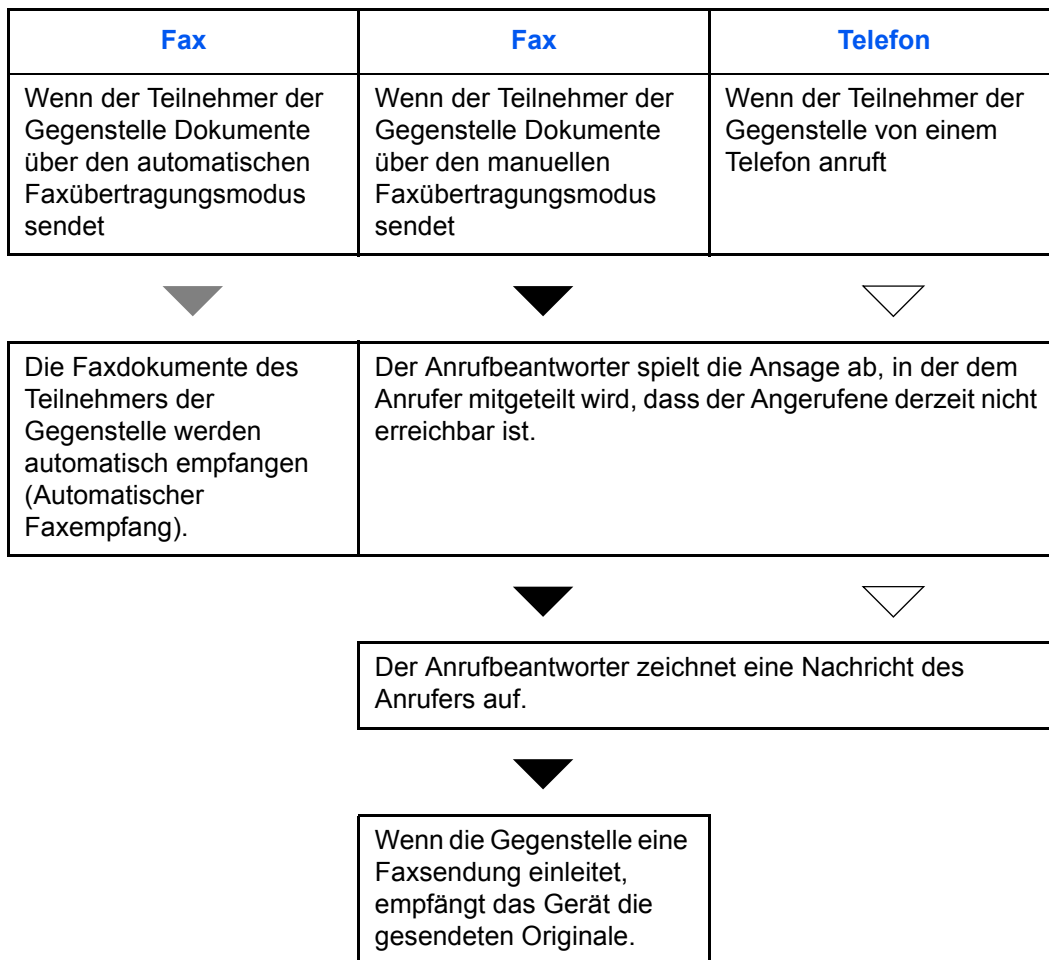 Fax
Fax
Telefon
Wenn der Teilnehmer der
Gegenstelle Dokumente
über den automatischen
Faxübertragungsmodus
sendet
Wenn der Teilnehmer der
Gegenstelle Dokumente
über den manuellen
Faxübertragungsmodus
sendet
Wenn der Teilnehmer der
Gegenstelle von einem
Telefon anruft
Die Faxdokumente des
Teilnehmers der
Gegenstelle werden
automatisch empfangen
(Automatischer
Faxempfang).
Der Anrufbeantworter spielt die Ansage ab, in der dem
Anrufer mitgeteilt wird, dass der Angerufene derzeit nicht
erreichbar ist.
Der Anrufbeantworter zeichnet eine Nachricht des
Anrufers auf.
Wenn die Gegenstelle eine
Faxsendung einleitet,
empfängt das Gerät die
gesendeten Originale.